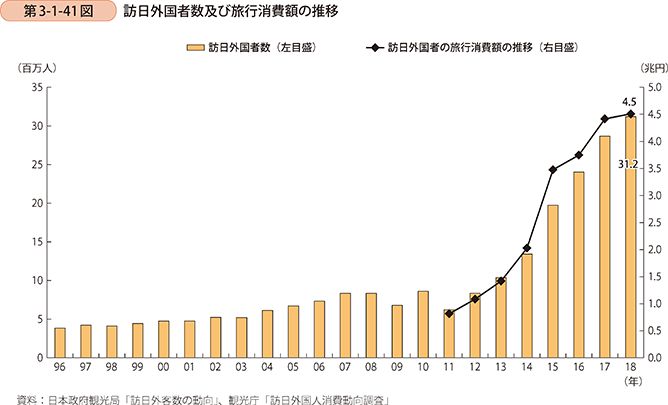 第 3-1-41 図 訪日外国者数及び旅行消費額の推移
訪日外国者数（左目盛） 訪日外国者の旅行消費額の推移（右目盛）
（百万人） （兆円）
35 5.0
4.5
30 4.5
4.0
25 31.2 3.5
20 3.0
2.5
15 2.0
10 1.5
1.0
5 0.5
0 0.0
96 97 98 99 00 01 02 03 04 05 06 07 08 09 10 11 12 13 14 15 16 17 18
（年）
資料：日本政府観光局「訪日外客数の動向」、観光庁「訪日外国人消費動向調査」